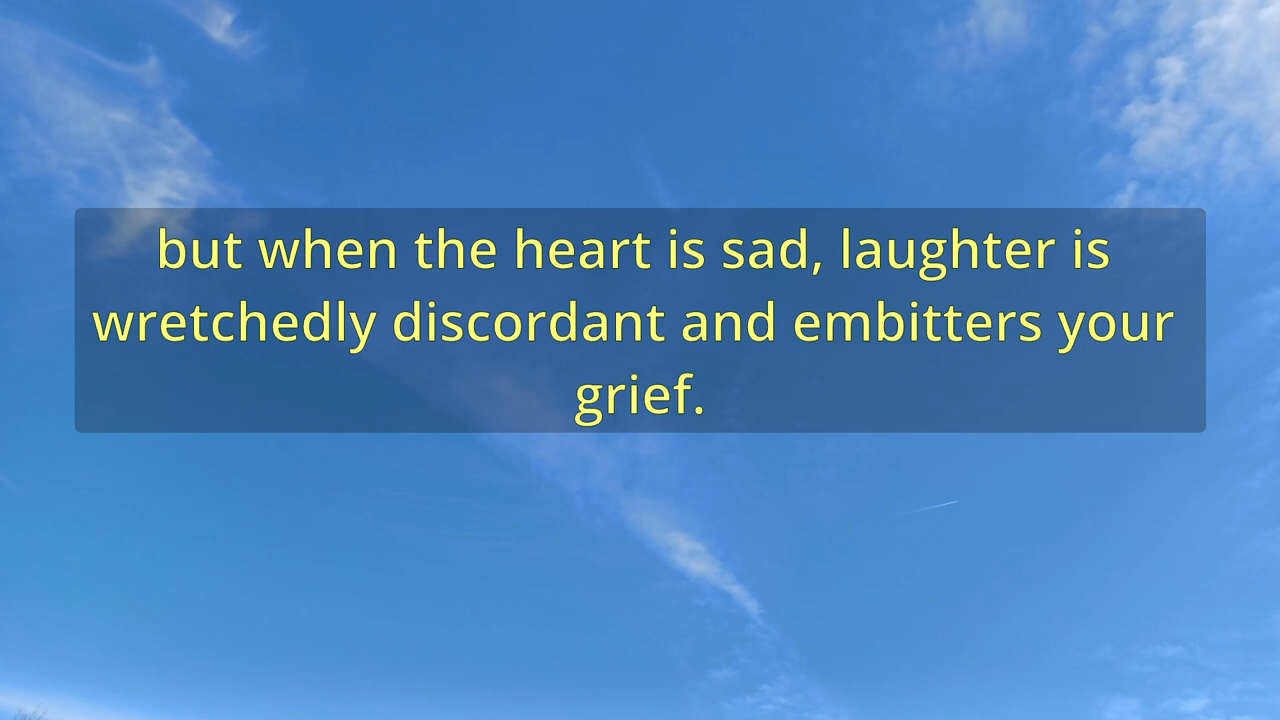 but when the heart is sad, laughter is
wretchedly discordant and embitters your
grief.